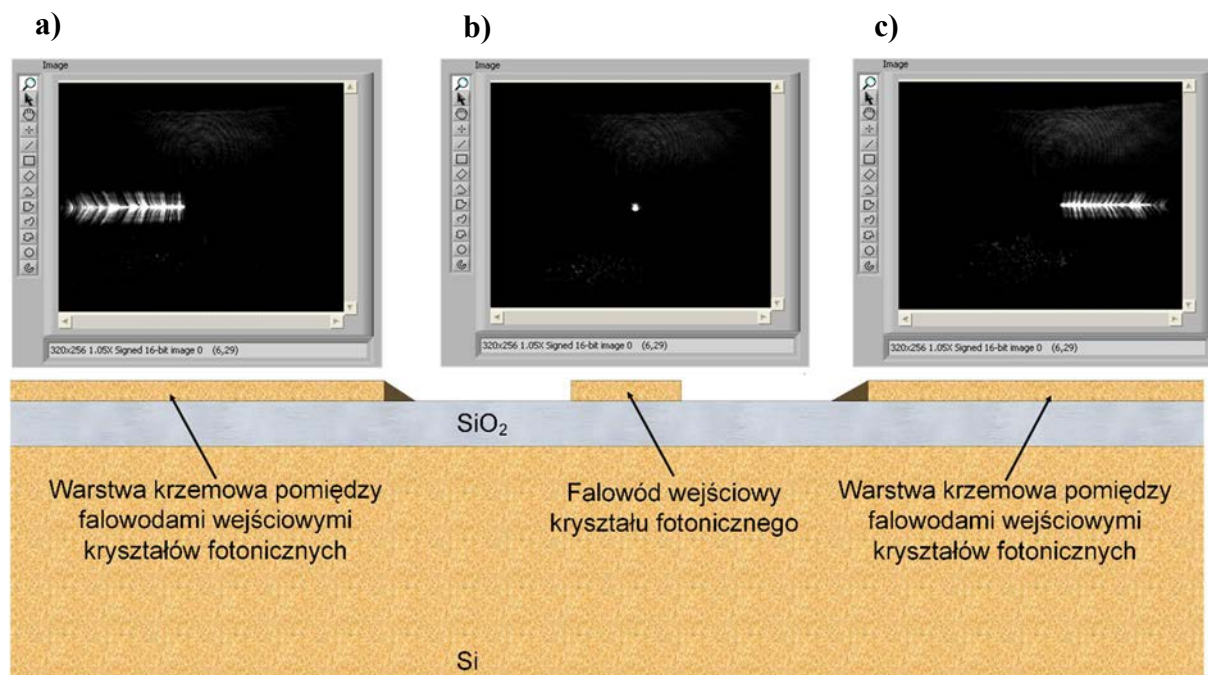 a)
b)
c)
Image
Image
Image
320x256 1.05X Signed 16-bit image 0 (6,29)
320x256 1.05X Signed 16-bit image 0 (6,29)
320x256 1.05X Signed 16-bit image 0 (6,29)
SiO₂
Warstwa krzemowa pomiędzy
falowodami wejściowymi
kryształów fotonicznych
Falowód wejściowy
kryształu fotonicznego
Warstwa krzemowa pomiędzy
falowodami wejściowymi
kryształów fotonicznych
Si